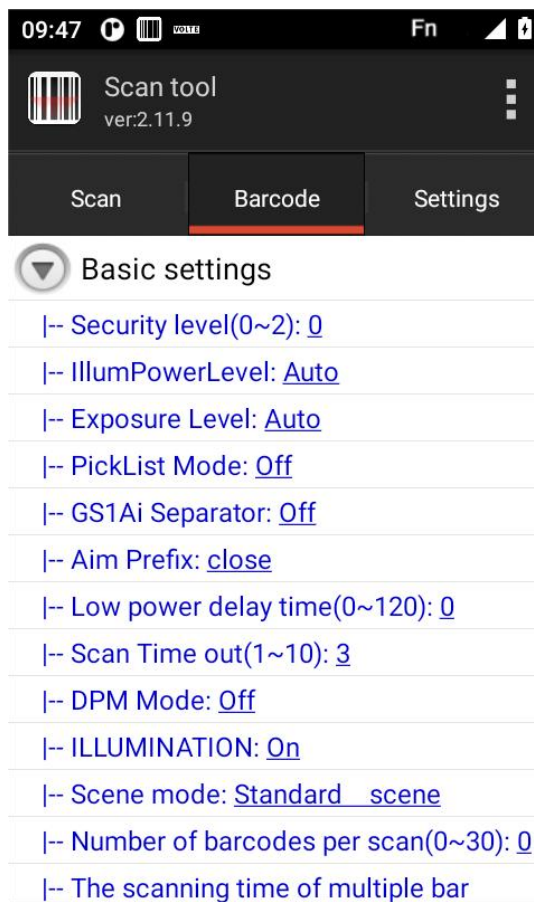 09:47 VOLTE Fn
Scan tool
ver:2.11.9
Scan Barcode Settings
Basic settings
|-- Security level(0~2): 0
|-- IllumPowerLevel: Auto
|-- Exposure Level: Auto
|-- PickList Mode: Off
|-- GS1Ai Separator: Off
|-- Aim Prefix: close
|-- Low power delay time(0~120): 0
|-- Scan Time out(1~10): 3
|-- DPM Mode: Off
|-- ILLUMINATION: On
|-- Scene mode: Standard scene
|-- Number of barcodes per scan(0~30): 0
|-- The scanning time of multiple bar